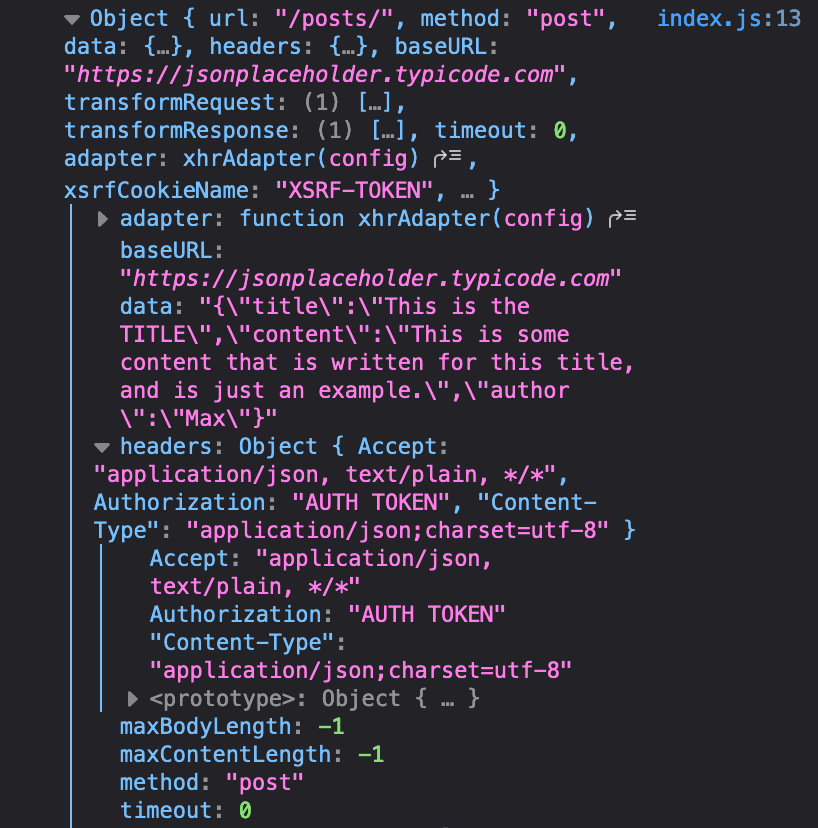 Object { url: "/posts/", method: "post", index.js:13
data: {…}, headers: {…}, baseURL:
"https://jsonplaceholder.typicode.com",
transformRequest: (1) […],
transformResponse: (1) […], timeout: 0,
adapter: xhrAdapter(config) ,
xsrfCookieName: "XSRF-TOKEN", … }
adapter: function xhrAdapter(config)
baseURL:
"https://jsonplaceholder.typicode.com"
data: "{\"title\":\"This is the
TITLE\",\"content\":\"This is some
content that is written for this title,
and is just an example.\",\"author
\":\"Max\"}"
headers: Object { Accept:
"application/json, text/plain, */*",
Authorization: "AUTH TOKEN", "Content-
Type": "application/json;charset=utf-8" }
Accept: "application/json,
text/plain, */*"
Authorization: "AUTH TOKEN"
"Content-Type":
"application/json;charset=utf-8"
<prototype>: Object { … }
maxBodyLength: -1
maxContentLength: -1
method: "post"
timeout: 0